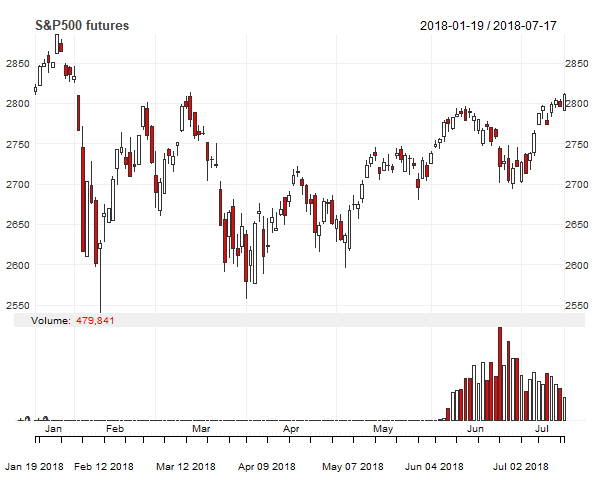 S&P500 futures 2018-01-19 / 2018-07-17
2850 2850
2800 2800
2750 2750
2700 2700
2650 2650
2600 2600
2550 2550
Volume: 479,841
Jan Feb Mar Apr May Jun Jul
Jan 19 2018 Feb 12 2018 Mar 12 2018 Apr 09 2018 May 07 2018 Jun 04 2018 Jul 02 2018